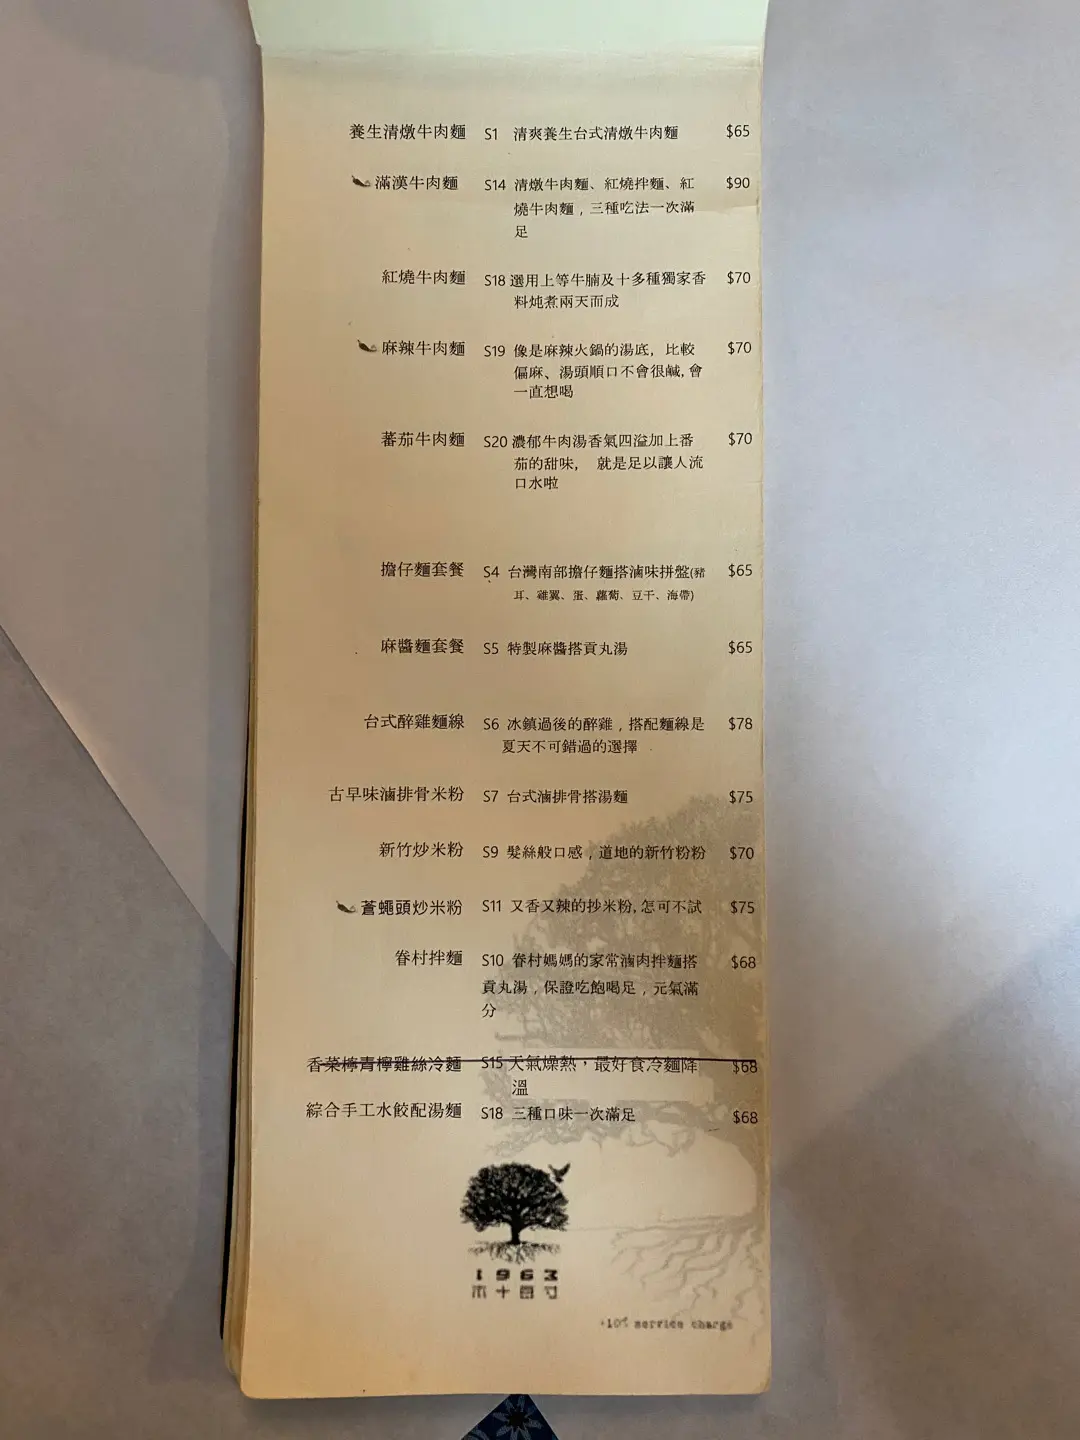 養生清燉牛肉麵 S1 清爽養生台式清燉牛肉麵 $65
滿漢牛肉麵 S14 清燉牛肉麵、紅燒拌麵、紅 $90
燒牛肉麵，三種吃法一次滿
足
紅燒牛肉麵 S18 選用上等牛腩及十多種獨家香 $70
料炖煮兩天而成
麻辣牛肉麵 S19 像是麻辣火鍋的湯底，比較 $70
偏麻、湯頭順口不會很鹹,會
一直想喝
蕃茄牛肉麵 S20 濃郁牛肉湯香氣四溢加上番 $70
茄的甜味， 就是足以讓人流
口水啦
擔仔麵套餐 S4 台灣南部擔仔麵搭滷味拼盤(豬 $65
耳、雞翼、蛋、蘿蔔、豆干、海帶)
麻醬麵套餐 S5 特製麻醬搭貢丸湯 $65
台式醉雞麵線 S6 冰鎮過後的醉雞，搭配麵線是 $78
夏天不可錯過的選擇
古早味滷排骨米粉 S7 台式滷排骨搭湯麵 $75
新竹炒米粉 S9 髮絲般口感，道地的新竹粉粉 $70
蒼蠅頭炒米粉 S11 又香又辣的抄米粉,怎可不試 $75
眷村拌麵 S10 眷村媽媽的家常滷肉拌麵搭 $68
貢丸湯，保證吃飽喝足，元氣滿
分
香菜檸青檸雞絲冷麵 S15 天氣燥熱，最好食冷麵降 $68
溫
綜合手工水餃配湯麵 S18 三種口味一次滿足 $68
1963
+10% service charge